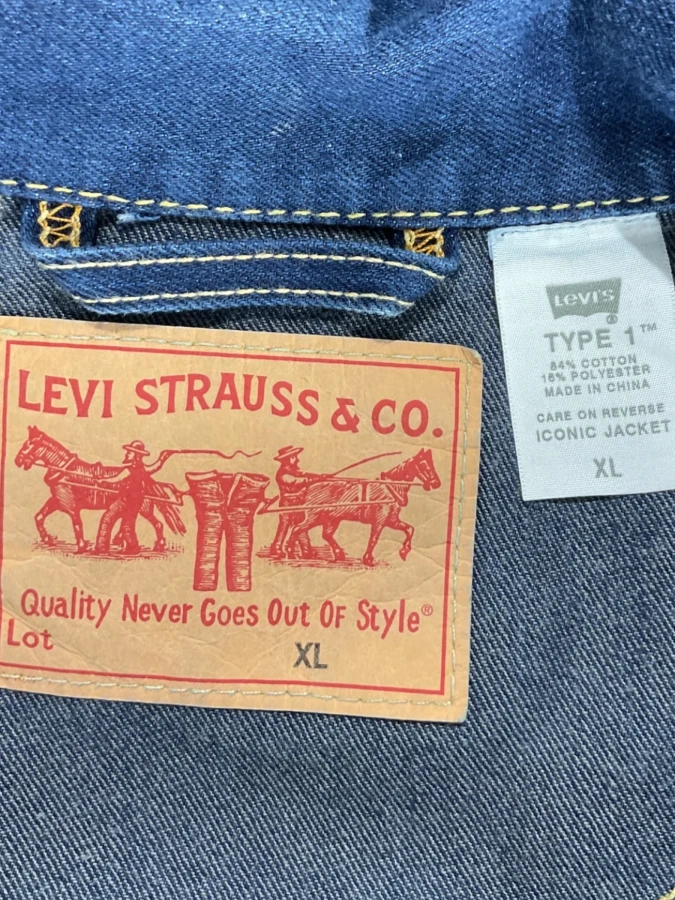 LEVI STRAUSS & CO.
Quality Never Goes Out OF Style®
Lot
XL
LEVI'S
®
TYPE 1™
84% COTTON
16% POLYESTER
MADE IN CHINA
CARE ON REVERSE
ICONIC JACKET
XL